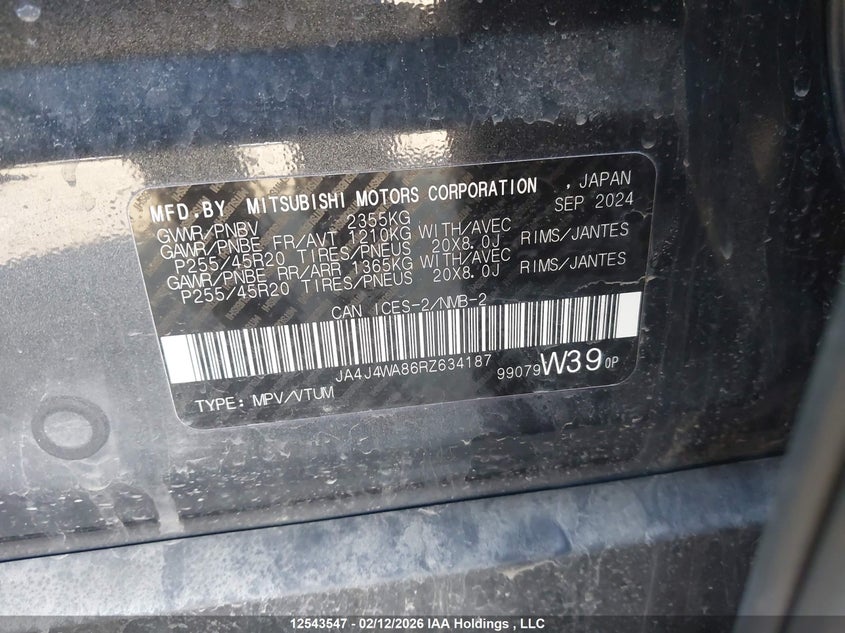 MFD.BY MITSUBISHI MOTORS CORPORATION , JAPAN
GVWR/PNBV 2355KG SEP 2024
GAWR/PNBE FR/AVT 1210KG WITH/AVEC
P255/45R20 TIRES/PNEUS 20X8.0J RIMS/JANTES
GAWR/PNBE RR/ARR 1365KG WITH/AVEC
P255/45R20 TIRES/PNEUS 20X8.0J RIMS/JANTES
CAN ICES-2/NMB-2
JA4J4WA86RZ634187 99079 W39 0P
TYPE: MPV/VTUM
12543547 - 02/12/2026 IAA Holdings , LLC